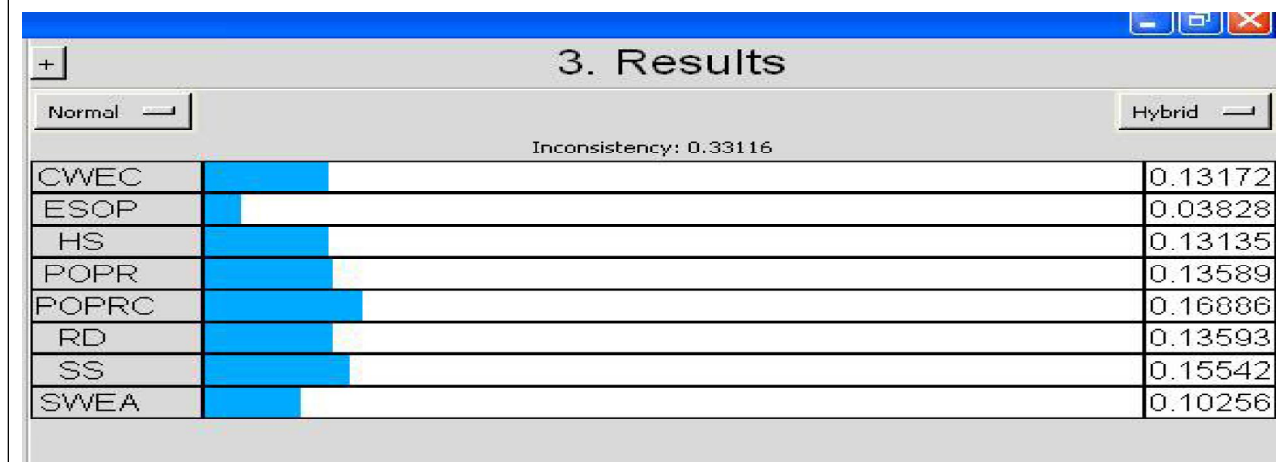 3. Results
+
Normal
Hybrid
Inconsistency: 0.33116
CWEC 0.13172
ESOP 0.03828
HS 0.13135
POPR 0.13589
POPRC 0.16886
RD 0.13593
SS 0.15542
SWEA 0.10256